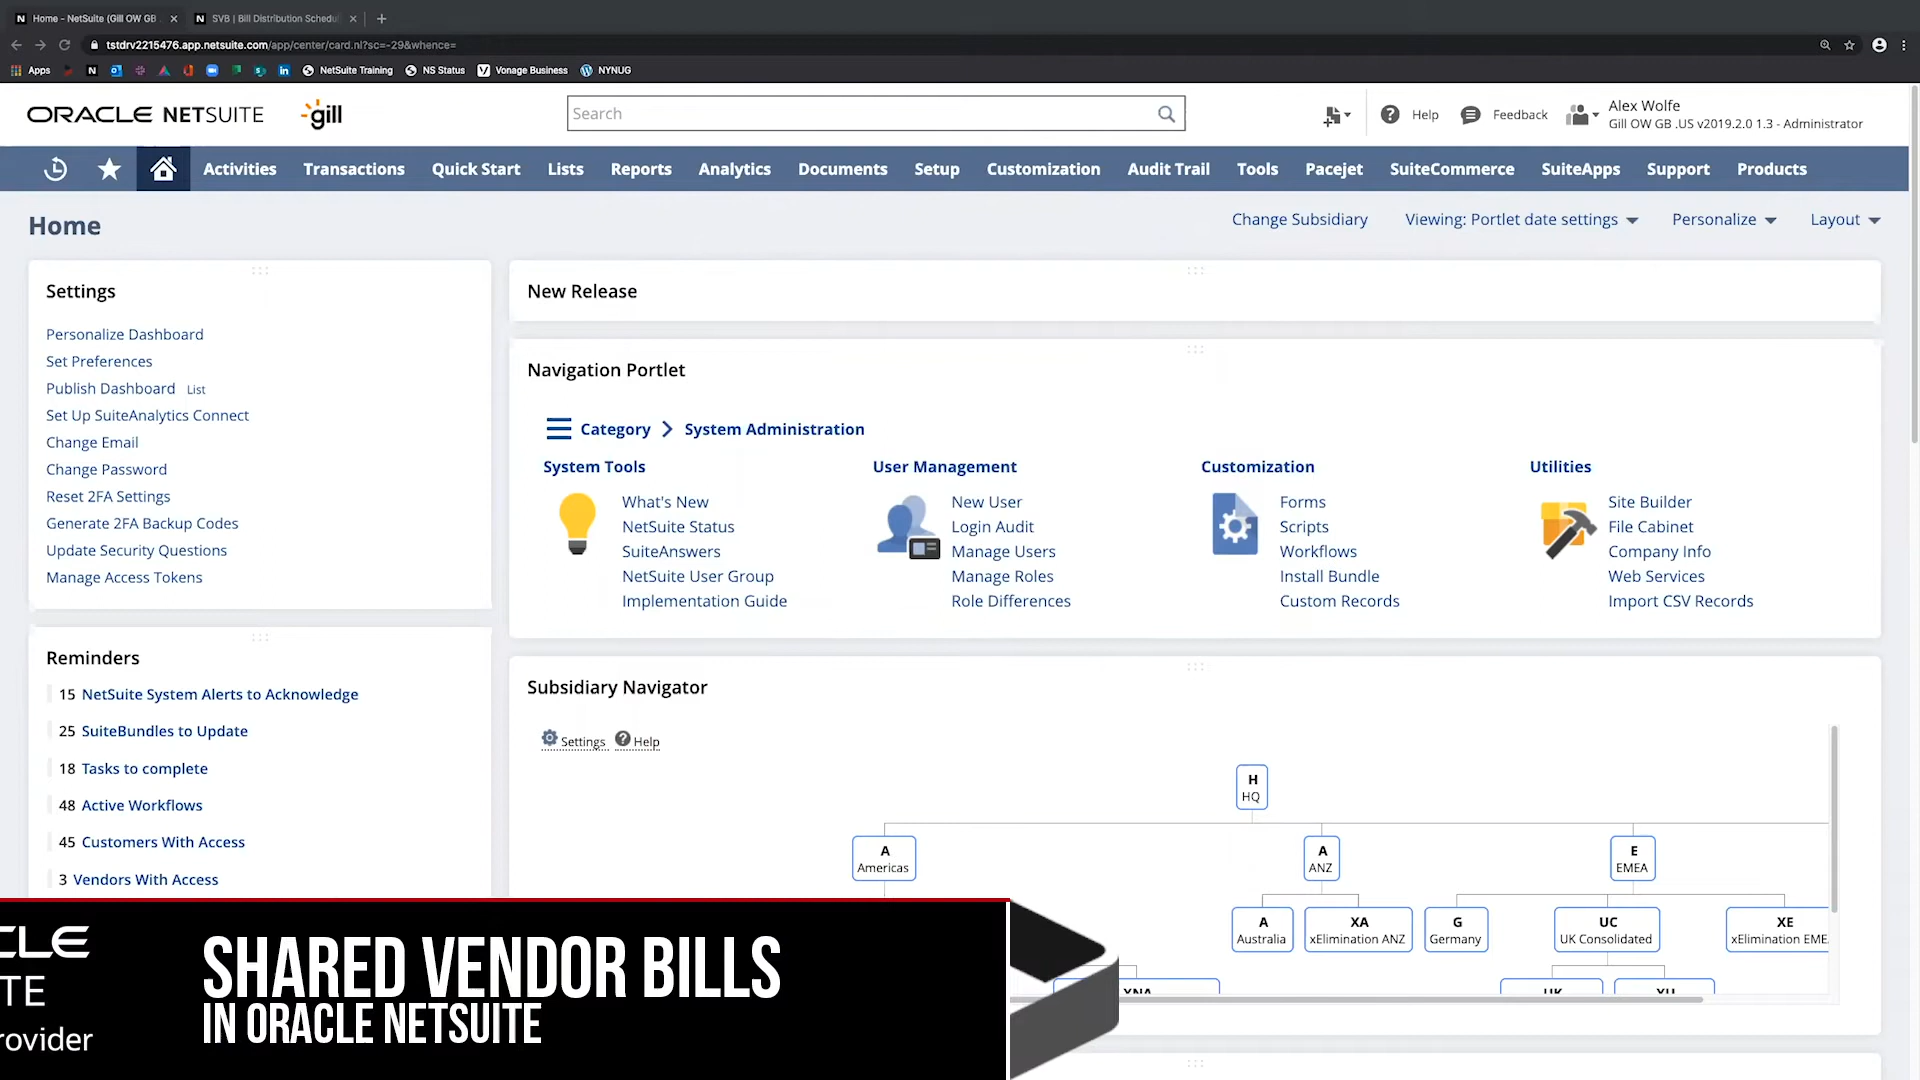 Home - NetSuite (Gill OW GB
SVB | Bill Distribution Schedul
tstdrv2215476.app.netsuite.com/app/center/card.nl?sc=-29&whence=
Apps
NetSuite Training
NS Status
Vonage Business
NYNUG
ORACLE NETSUITE
gill
Search
Help
Feedback
Alex Wolfe
Gill OW GB .US v2019.2.0 1.3 - Administrator
Activities
Transactions
Quick Start
Lists
Reports
Analytics
Documents
Setup
Customization
Audit Trail
Tools
Pacejet
SuiteCommerce
SuiteApps
Support
Products
Home
Change Subsidiary
Viewing: Portlet date settings
Personalize
Layout
Settings
Personalize Dashboard
Set Preferences
Publish Dashboard List
Set Up SuiteAnalytics Connect
Change Email
Change Password
Reset 2FA Settings
Generate 2FA Backup Codes
Update Security Questions
Manage Access Tokens
Reminders
15 NetSuite System Alerts to Acknowledge
25 SuiteBundles to Update
18 Tasks to complete
48 Active Workflows
45 Customers With Access
3 Vendors With Access
New Release
Navigation Portlet
Category
System Administration
System Tools
What's New
NetSuite Status
SuiteAnswers
NetSuite User Group
Implementation Guide
User Management
New User
Login Audit
Manage Users
Manage Roles
Role Differences
Customization
Forms
Scripts
Workflows
Install Bundle
Custom Records
Utilities
Site Builder
File Cabinet
Company Info
Web Services
Import CSV Records
Subsidiary Navigator
Settings
Help
H
HQ
A
Americas
A
ANZ
E
EMEA
A
Australia
XA
xElimination ANZ
G
Germany
UC
UK Consolidated
XE
xElimination EME
XNA
UK
XU
CLE
TE
rovider
SHARED VENDOR BILLS
IN ORACLE NETSUITE